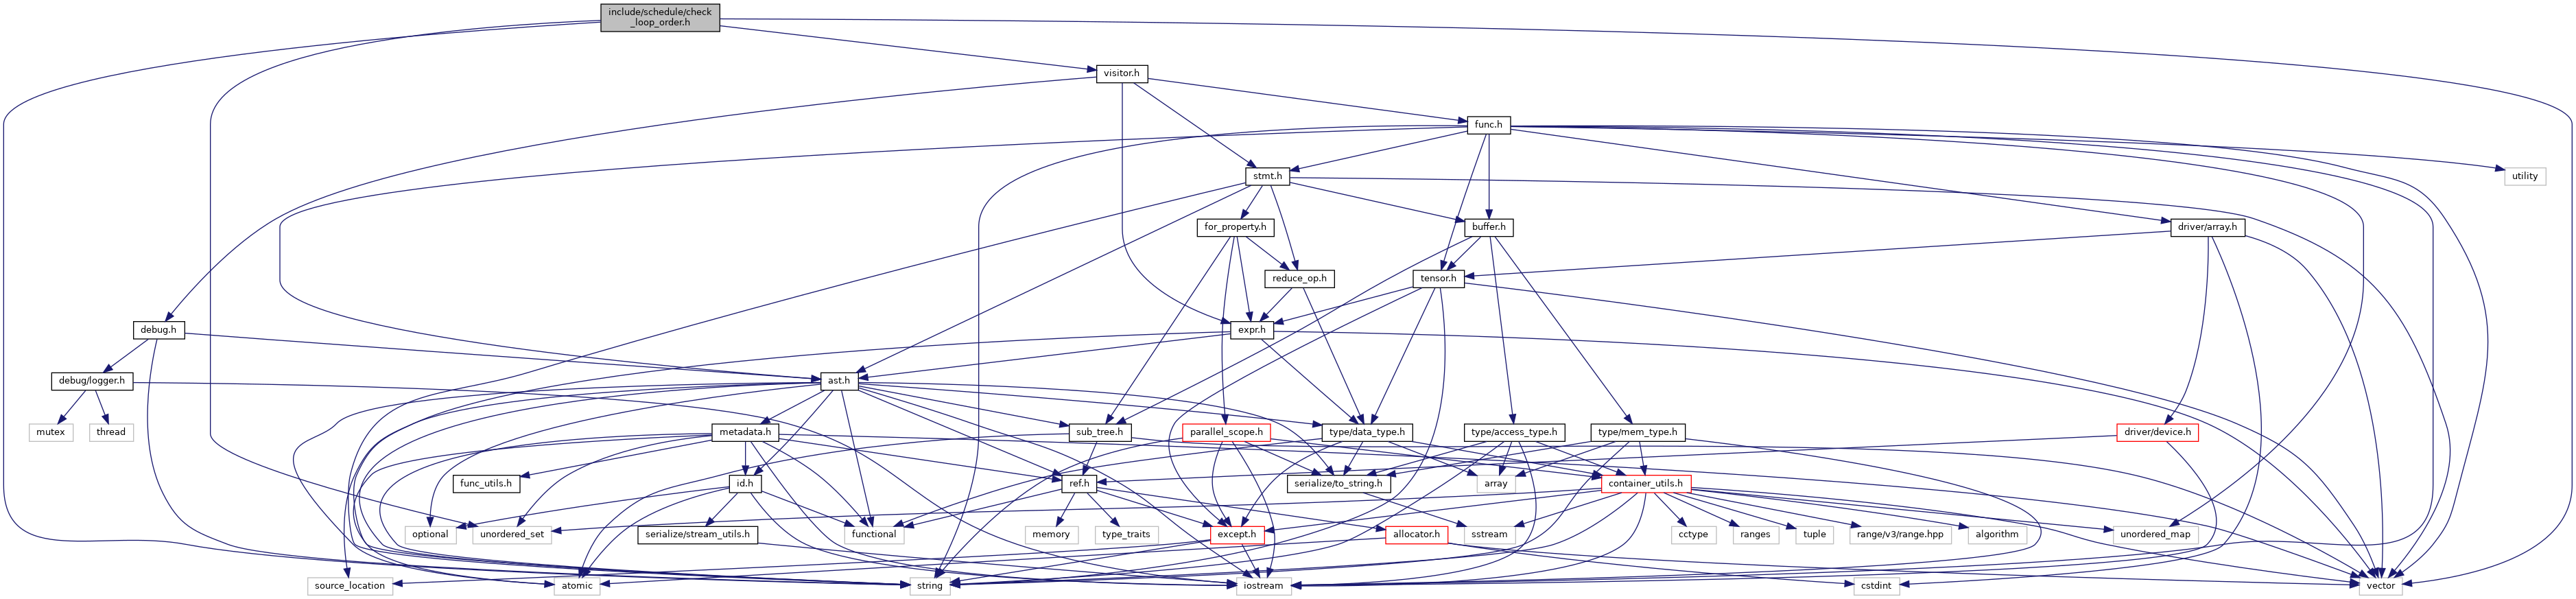 include/schedule/check
_loop_order.h
visitor.h
func.h
stmt.h
utility
for_property.h
buffer.h
driver/array.h
reduce_op.h
tensor.h
debug.h
expr.h
debug/logger.h
ast.h
mutex
thread
metadata.h
sub_tree.h
parallel_scope.h
type/data_type.h
type/access_type.h
type/mem_type.h
driver/device.h
func_utils.h
id.h
ref.h
serialize/to_string.h
array
container_utils.h
optional
unordered_set
serialize/stream_utils.h
functional
memory
type_traits
except.h
allocator.h
sstream
cctype
ranges
tuple
range/v3/range.hpp
algorithm
unordered_map
source_location
atomic
string
iostream
cstdint
vector